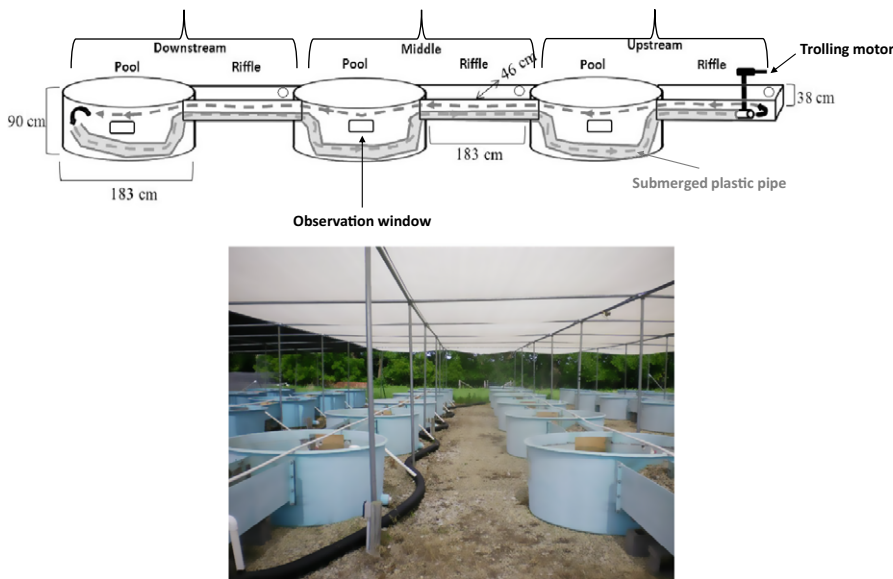 Downstream
Middle
Upstream
Pool
Riffle
Pool
Riffle
Pool
Riffle
Trolling motor
46 cm
38 cm
90 cm
183 cm
183 cm
Submerged plastic pipe
Observation window